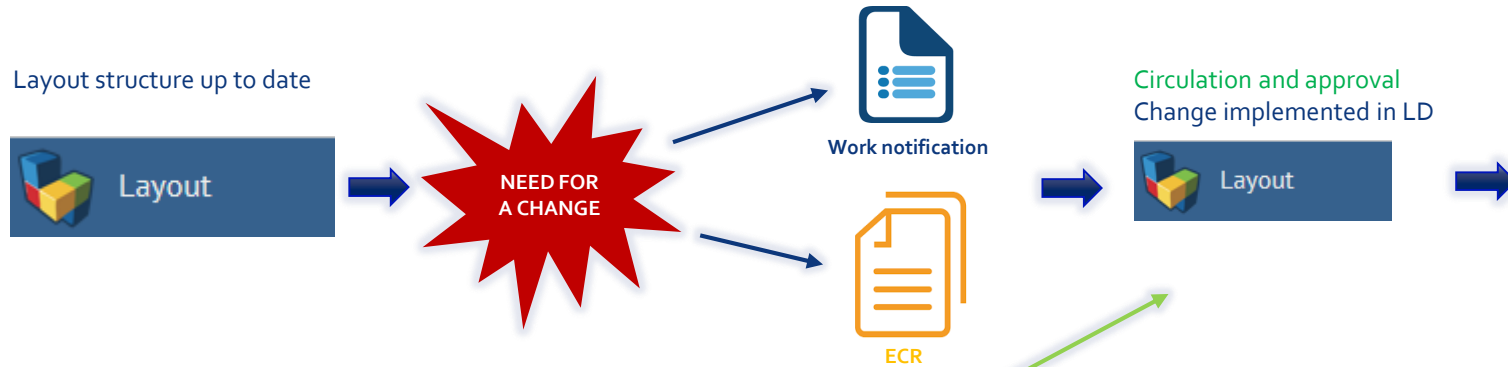 Layout structure up to date
Layout
NEED FOR
A CHANGE
Work notification
ECR
Circulation and approval
Change implemented in LD
Layout